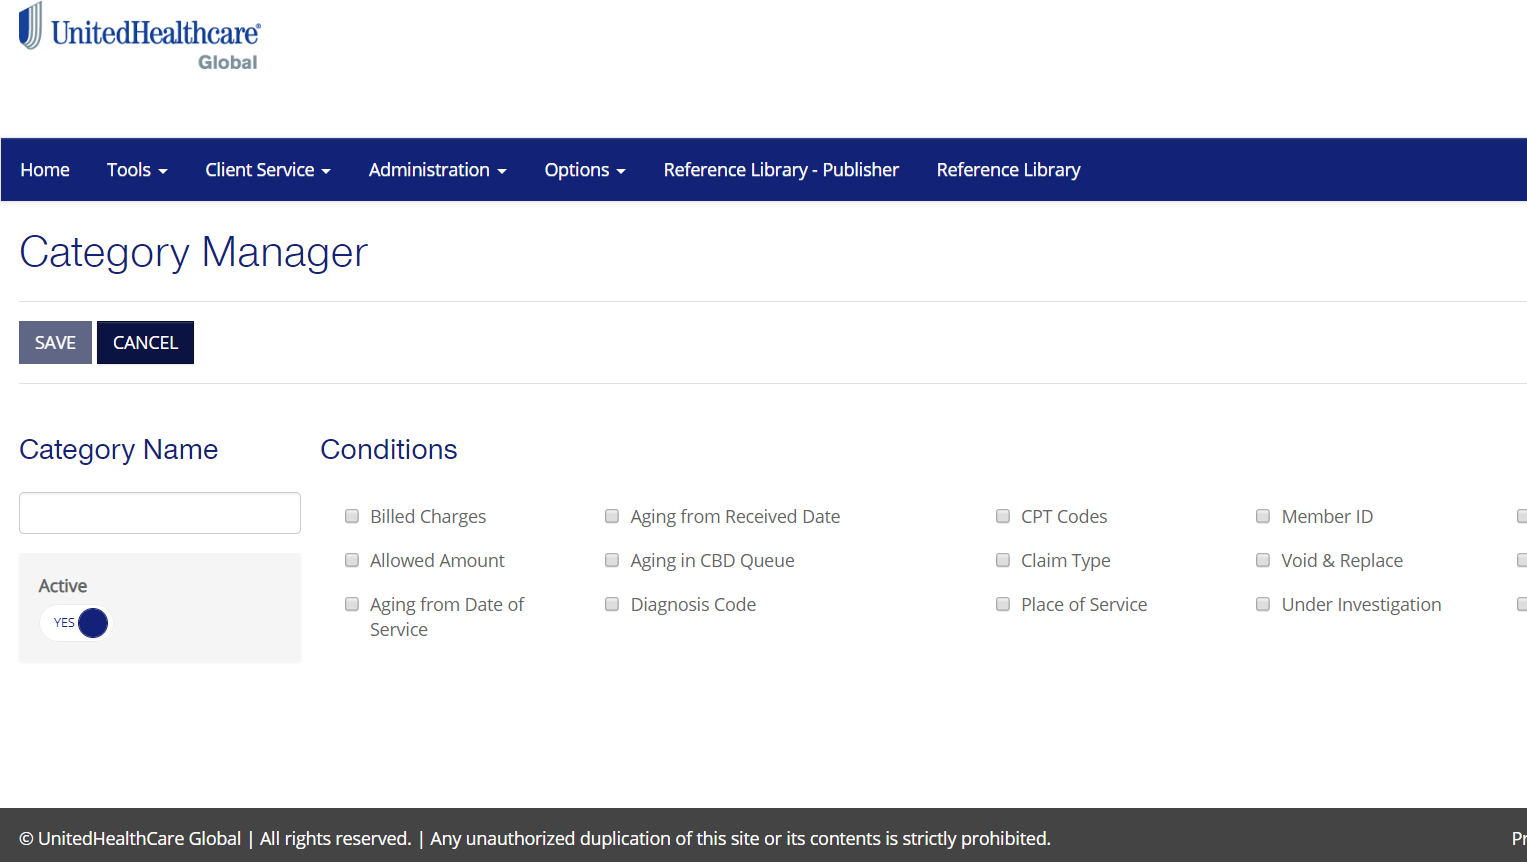 UnitedHealthcare®
Global
Home Tools Client Service Administration Options Reference Library - Publisher Reference Library
Category Manager
SAVE CANCEL
Category Name Conditions
Billed Charges Aging from Received Date CPT Codes Member ID
Allowed Amount Aging in CBD Queue Claim Type Void & Replace
Active
Aging from Date of Service Diagnosis Code Place of Service Under Investigation
YES
© UnitedHealthCare Global | All rights reserved. | Any unauthorized duplication of this site or its contents is strictly prohibited.